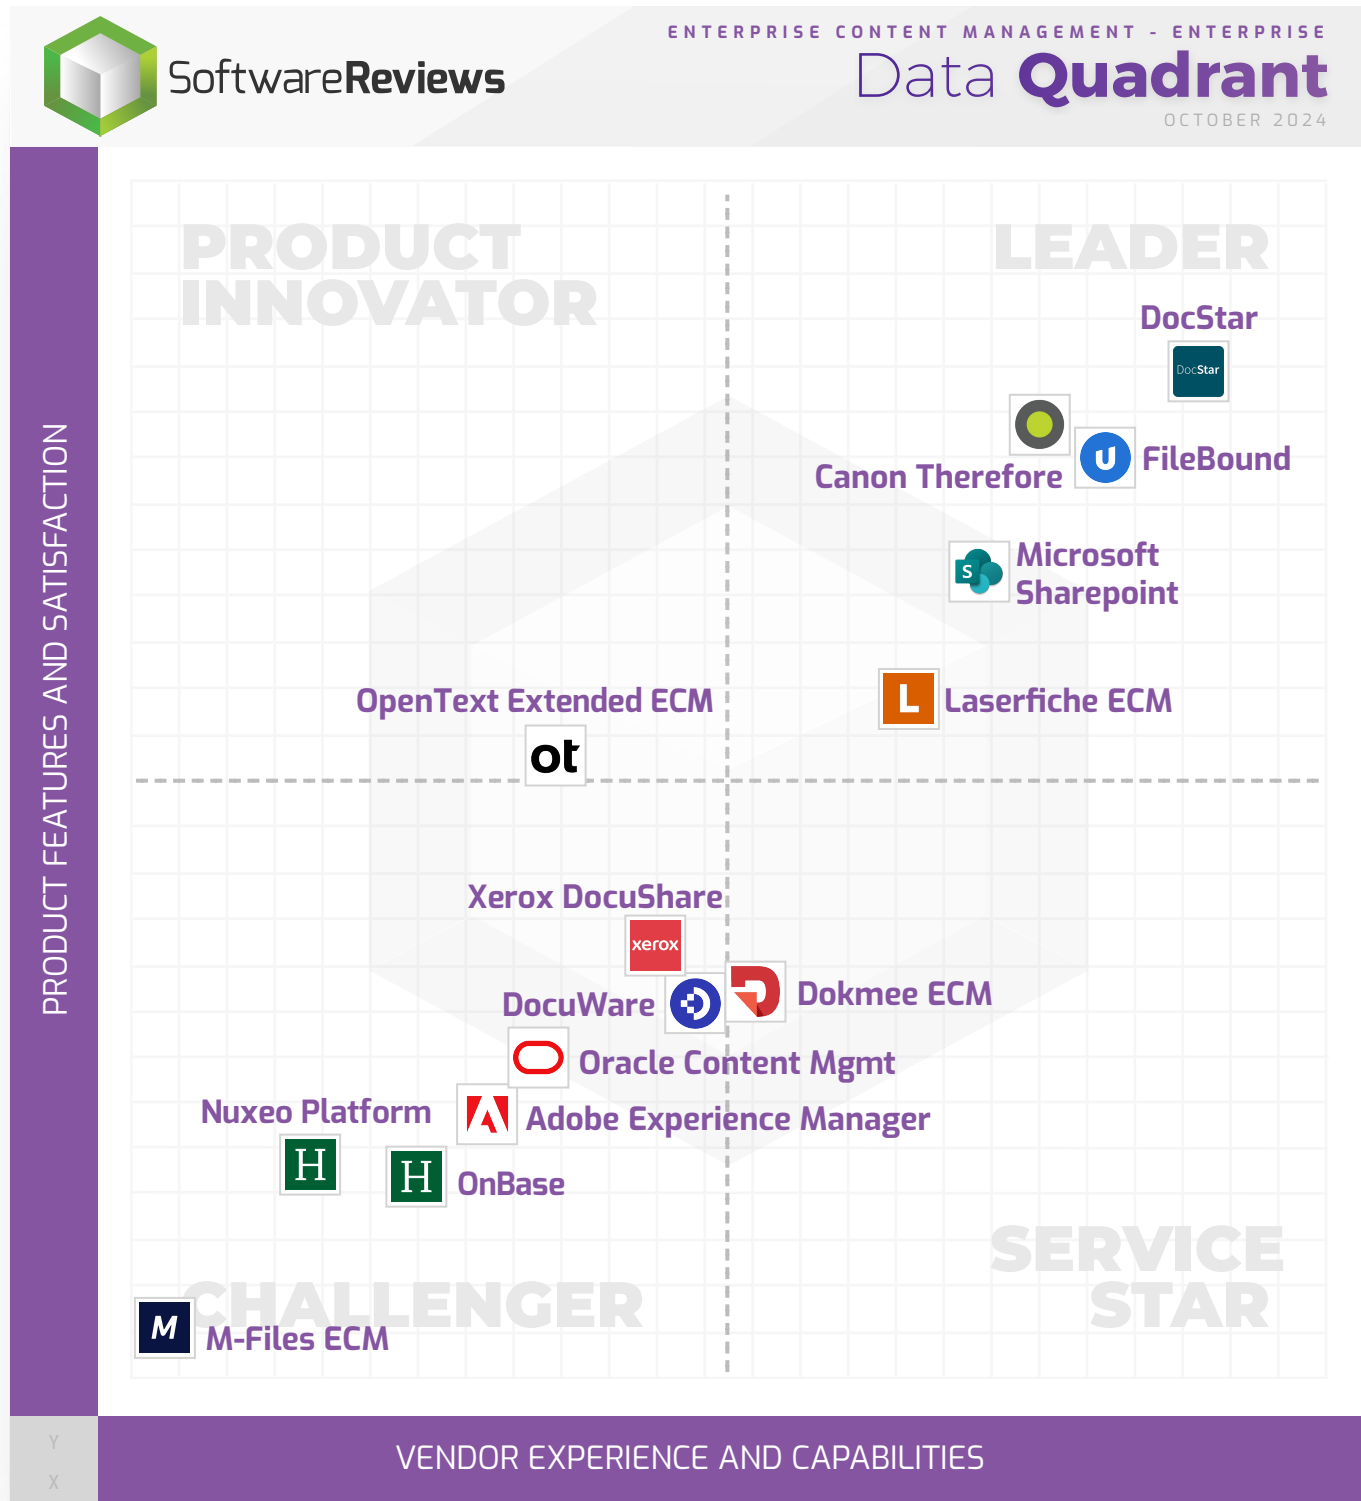 SoftwareReviews
ENTERPRISE CONTENT MANAGEMENT - ENTERPRISE
Data Quadrant
OCTOBER 2024
PRODUCT FEATURES AND SATISFACTION
PRODUCT
INNOVATOR
LEADER
DocStar
DocStar
Canon Therefore
U
FileBound
S
Microsoft
Sharepoint
OpenText Extended ECM
ot
L
Laserfiche ECM
Xerox DocuShare
xerox
DocuWare
D
Dokmee ECM
Oracle Content Mgmt
Adobe Experience Manager
Nuxeo Platform
H
H
OnBase
SERVICE
STAR
CHALLENGER
M
M-Files ECM
Y
X
VENDOR EXPERIENCE AND CAPABILITIES